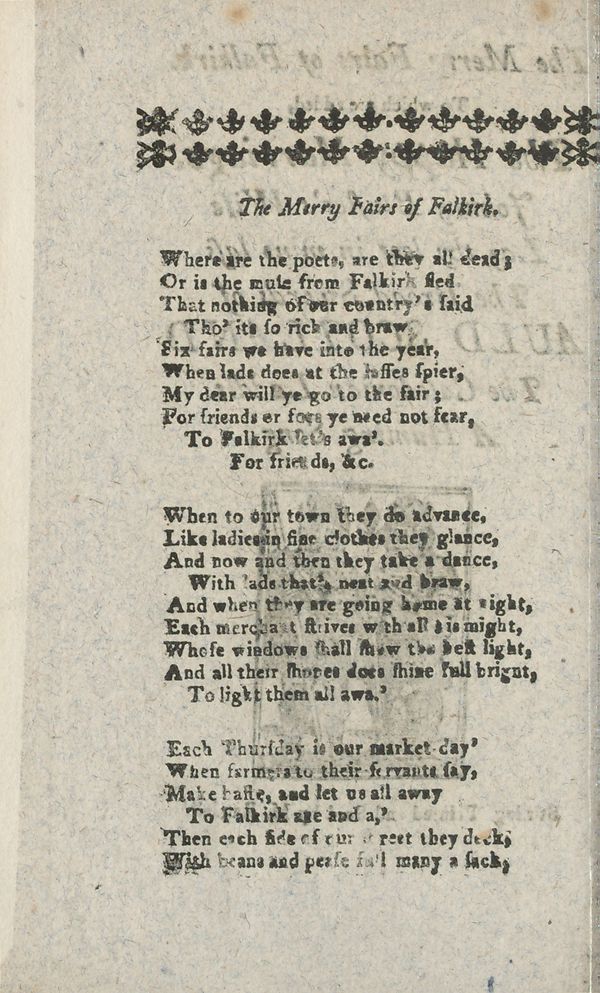 The Merry Fairs of Falkirk.
Where are the poets, are they all dead;
Or is the muſe from Falkirk fled
That nothing of our country's ſaid
Tho' its ſo rich and braw.
Six fairs we have into the year,
When lads does at the laſſes ſpier,
My dear will ye go to the fair;
For friends or foes ye need not fear,
To Falkirk let's awa'.
For friends, &c.
When to our town they do advance,
Like ladies in fine clothes they glance,
And now and then they take a dance,
With lads that's neat and braw,
And when they are going home at night,
Each merchant ſtrives with all his might,
Whoſe windows ſhall ſhew the beſt light,
And all their ſhopes does ſhine full brignt,
To light them all awa.'
Each Thurſday is our market-day'
When farmers to their ſervants ſay,
Make haſte, and let us all away
To Falkirk ane and a,'
Then each ſide of our ſtreet they deck;
With beans and peaſe full many a ſack,